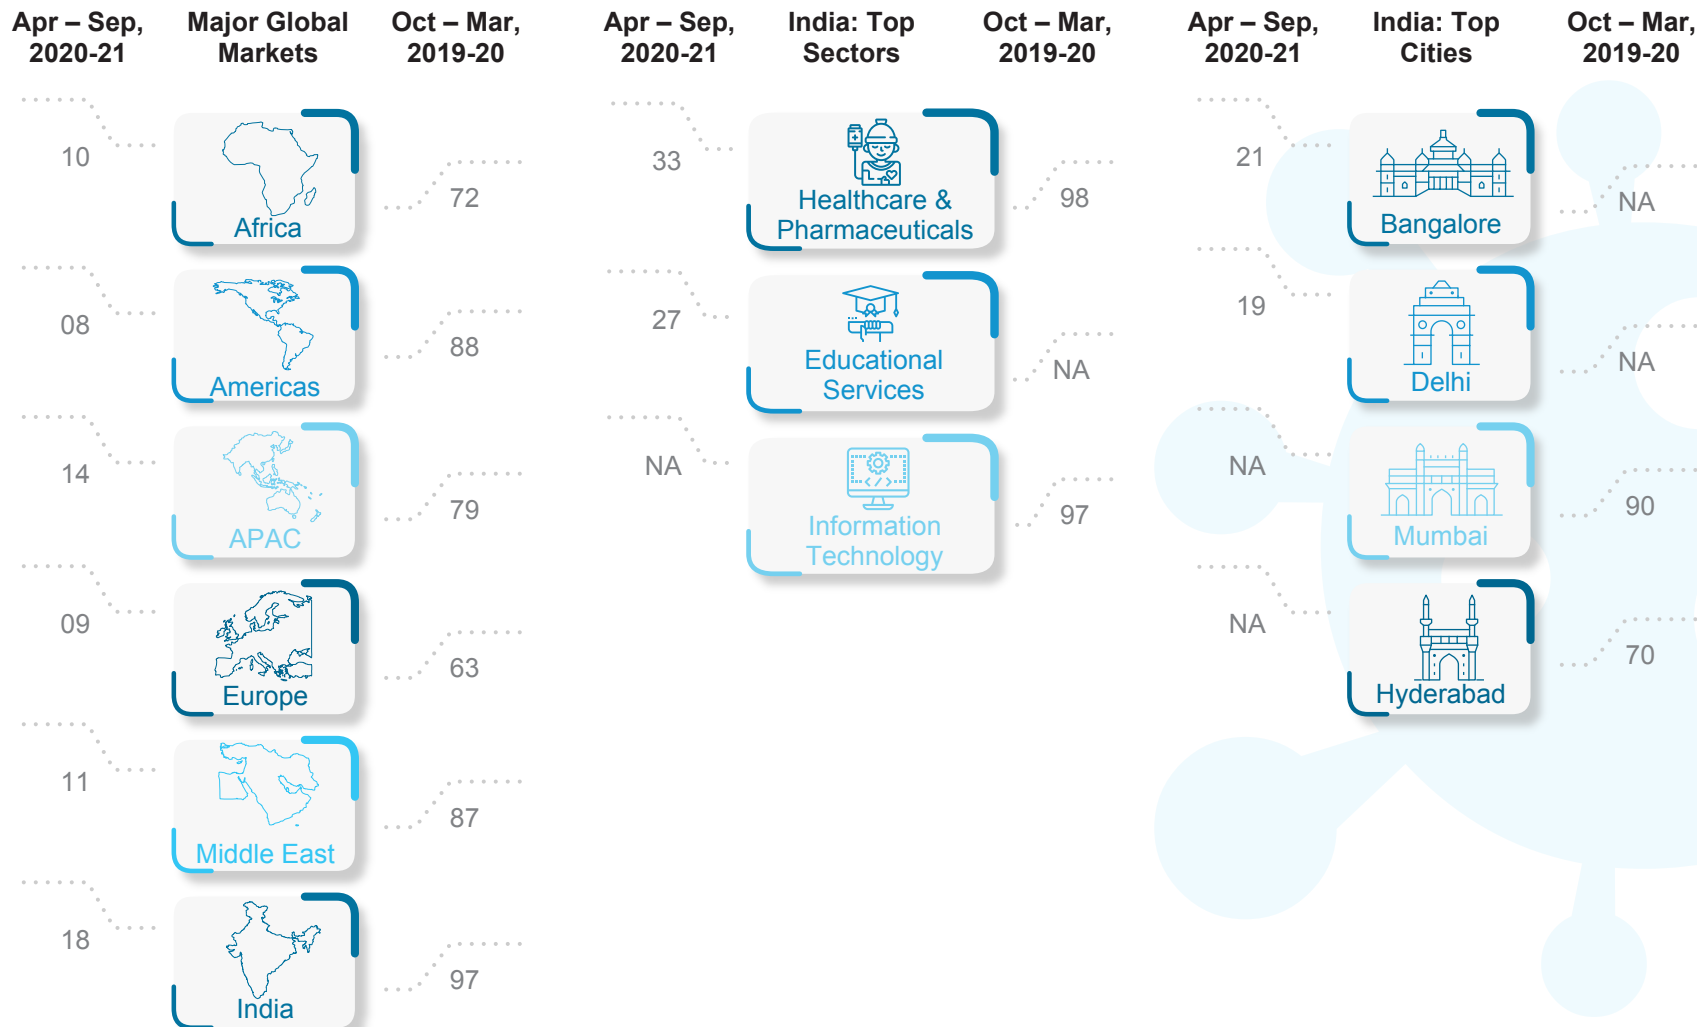 Apr – Sep,
2020-21
Major Global
Markets
Oct – Mar,
2019-20
10
Africa
72
08
Americas
88
14
APAC
79
09
Europe
63
11
Middle East
87
18
India
97
Apr – Sep,
2020-21
India: Top
Sectors
Oct – Mar,
2019-20
33
Healthcare &
Pharmaceuticals
98
27
Educational
Services
NA
NA
Information
Technology
97
Apr – Sep,
2020-21
India: Top
Cities
Oct – Mar,
2019-20
21
Bangalore
NA
19
Delhi
NA
NA
Mumbai
90
NA
Hyderabad
70